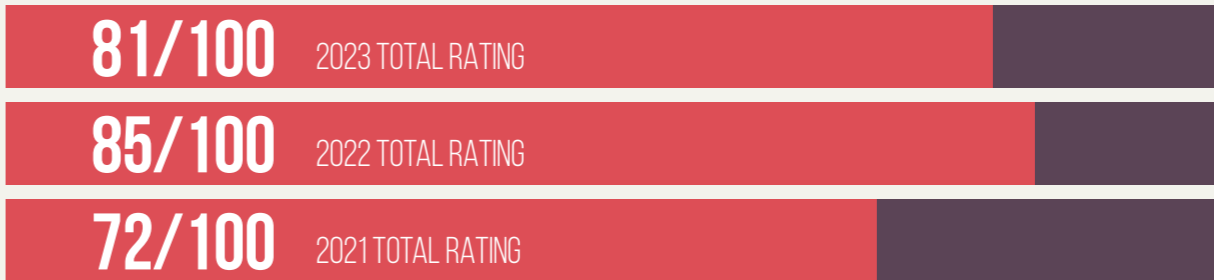 81/100 2023 TOTAL RATING
85/100 2022 TOTAL RATING
72/100 2021 TOTAL RATING